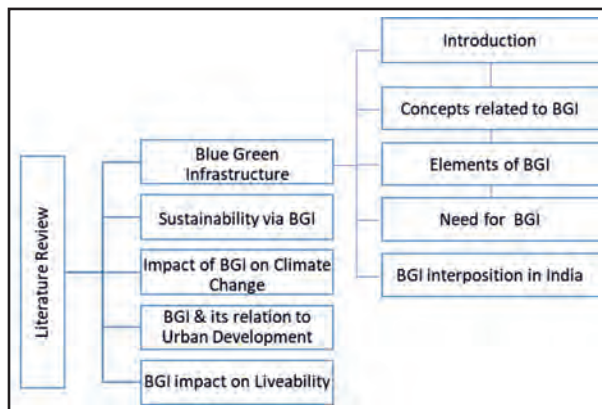 Literature Review
Blue Green
Infrastructure
Sustainability via BGI
Impact of BGI on Climate
Change
BGI & its relation to
Urban Development
BGI impact on Liveability
Introduction
Concepts related to BGI
Elements of BGI
Need for BGI
BGI interposition in India